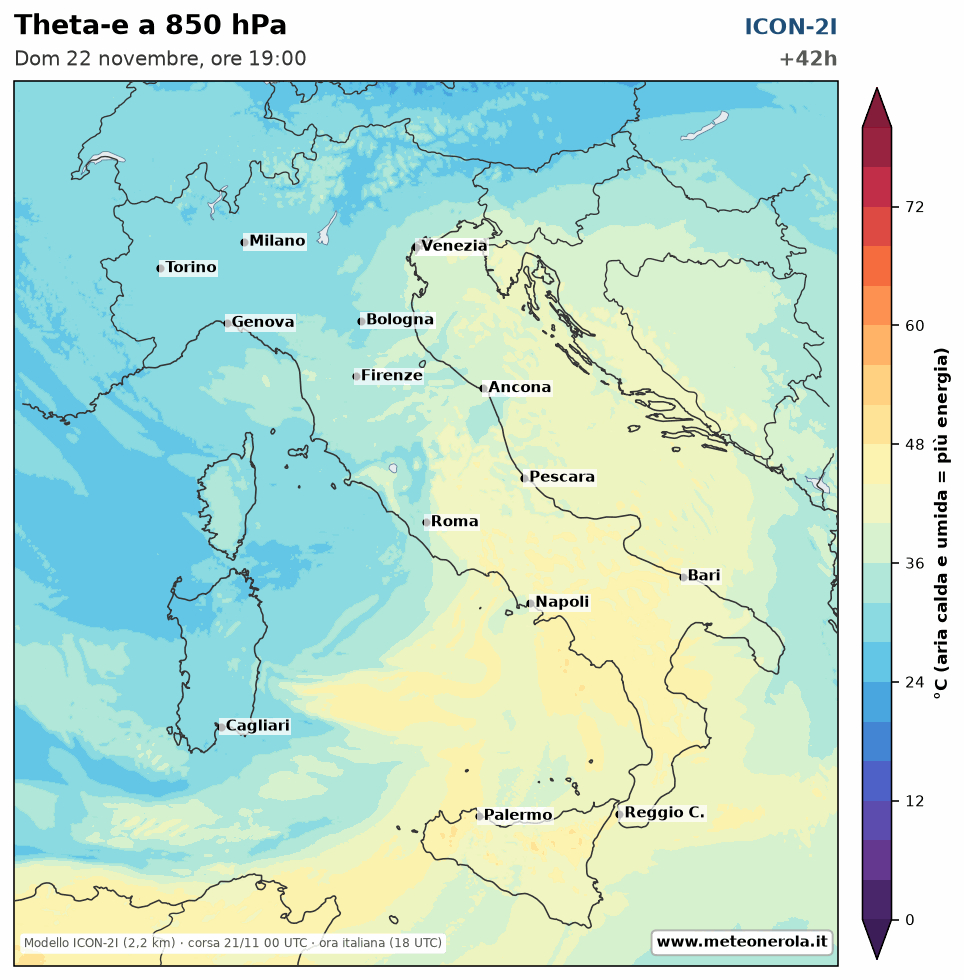 Theta-e a 850 hPa
ICON-2I
Dom 22 novembre, ore 19:00
+42h
Milano
Venezia
Torino
Genova
Bologna
Firenze
Ancona
Pescara
Roma
Bari
Napoli
Cagliari
Palermo
Reggio C.
72
60
48
36
24
12
0
°C (aria calda e umida = più energia)
Modello ICON-2I (2,2 km) · corsa 21/11 00 UTC · ora italiana (18 UTC)
www.meteonerola.it